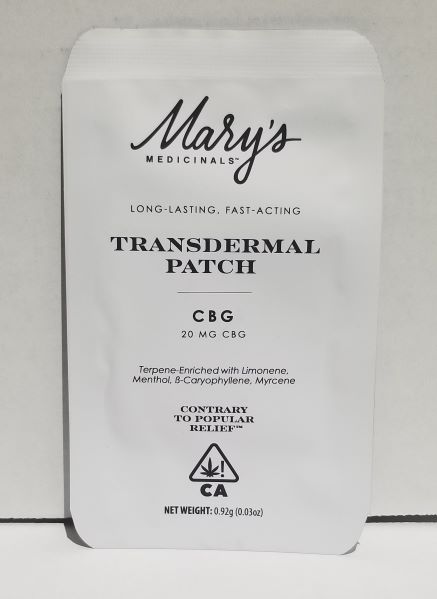 Mary's
MEDICINALS™
LONG-LASTING, FAST-ACTING
TRANSDERMAL
PATCH
CBG
20 MG CBG
Terpene-Enriched with Limonene,
Menthol, ß-Caryophyllene, Myrcene
CONTRARY
TO POPULAR
RELIEF™
!
CA
NET WEIGHT: 0.92g (0.03oz)